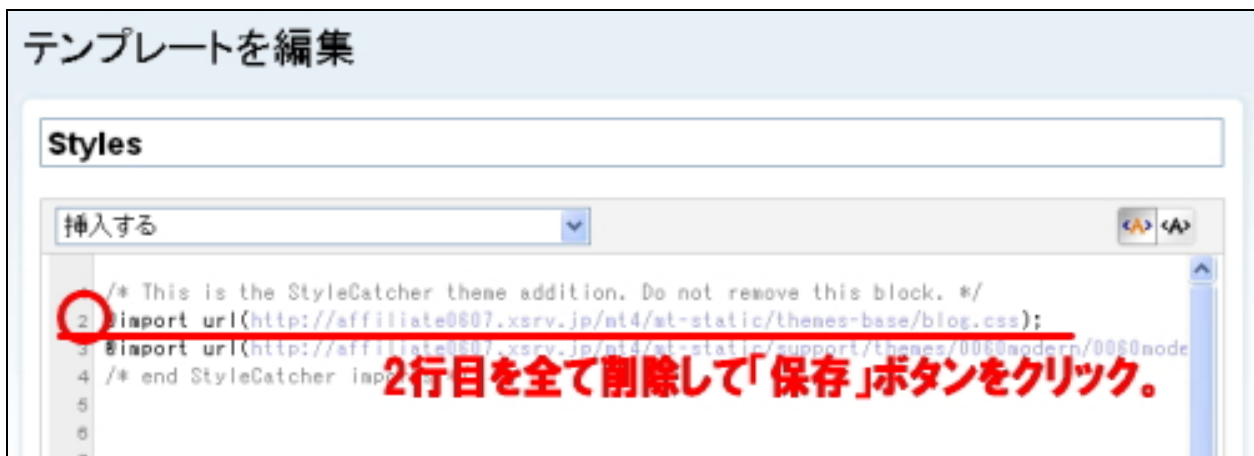 テンプレートを編集
Styles
挿入する
<A> <A>
/* This is the StyleCatcher theme addition. Do not remove this block. */
2 @import url(http://affiliate0607.xsrv.jp/mt4/mt-static/themes-base/blog.css);
3 @import url(http://affiliate0607.xsrv.jp/mt4/mt-static/support/themes/0060modern/0060mode
4 /* end StyleCatcher
2行目を全て削除して「保存」ボタンをクリック。
5
6